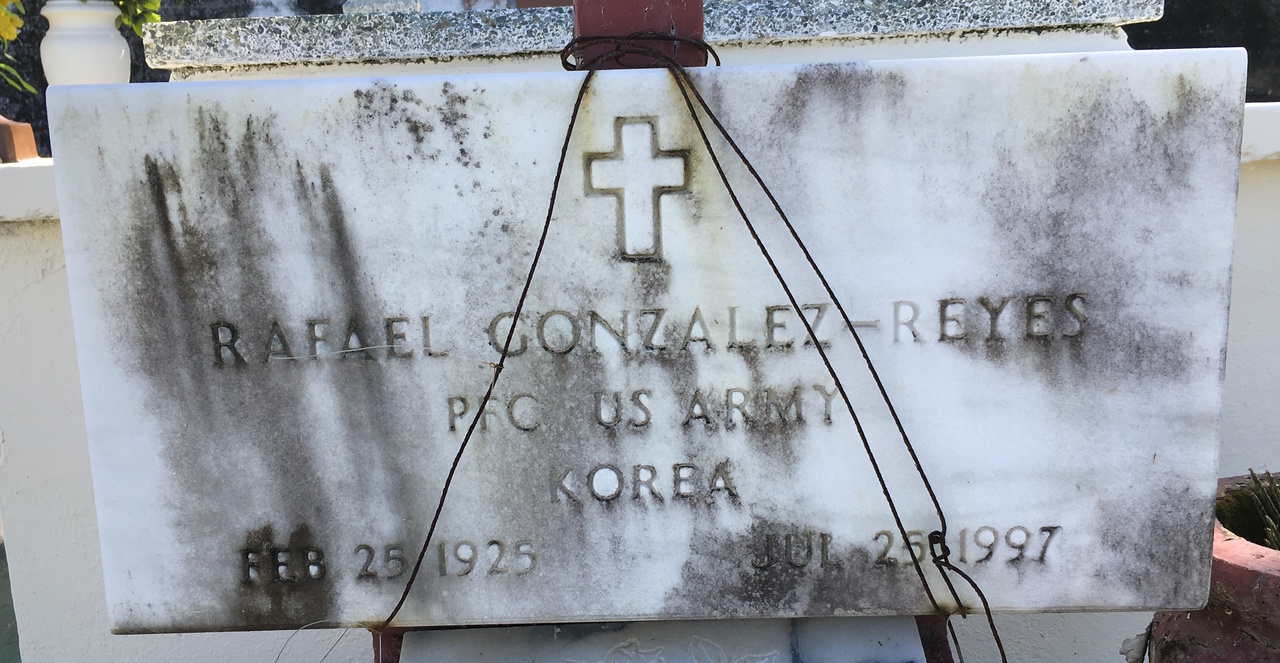 RAFAEL GONZALEZ-REYES
PFC US ARMY
KOREA
FEB 25 1925 JUL 25 1997